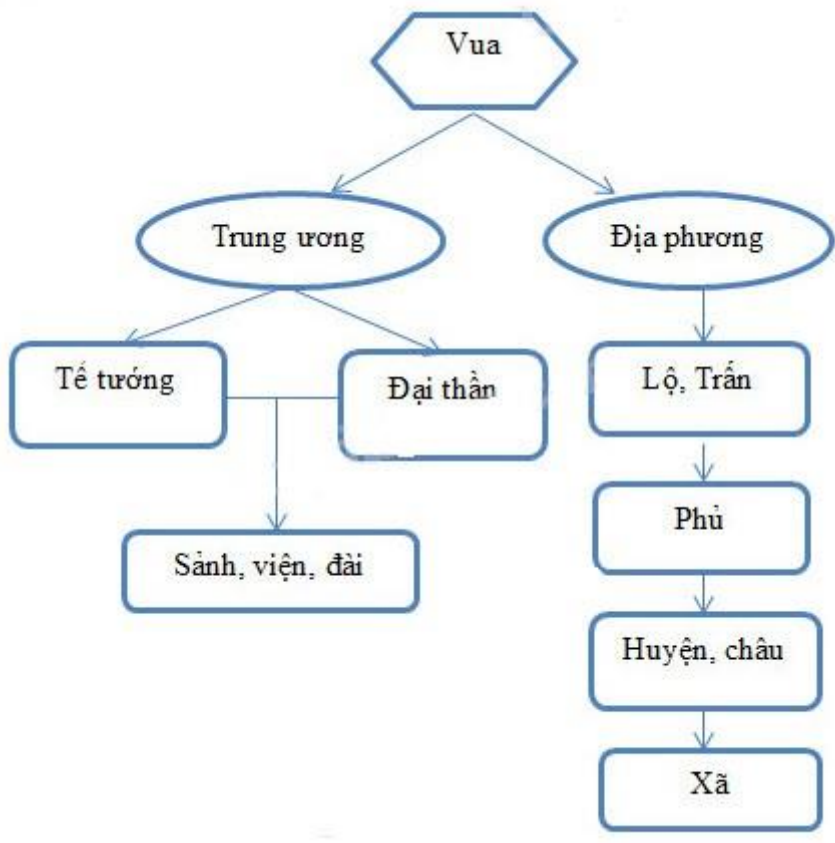 Vua
Trung ương
Địa phương
Tể tướng
Đại thần
Lộ, Trấn
Phủ
Sảnh, viện, đài
Huyện, châu
Xã